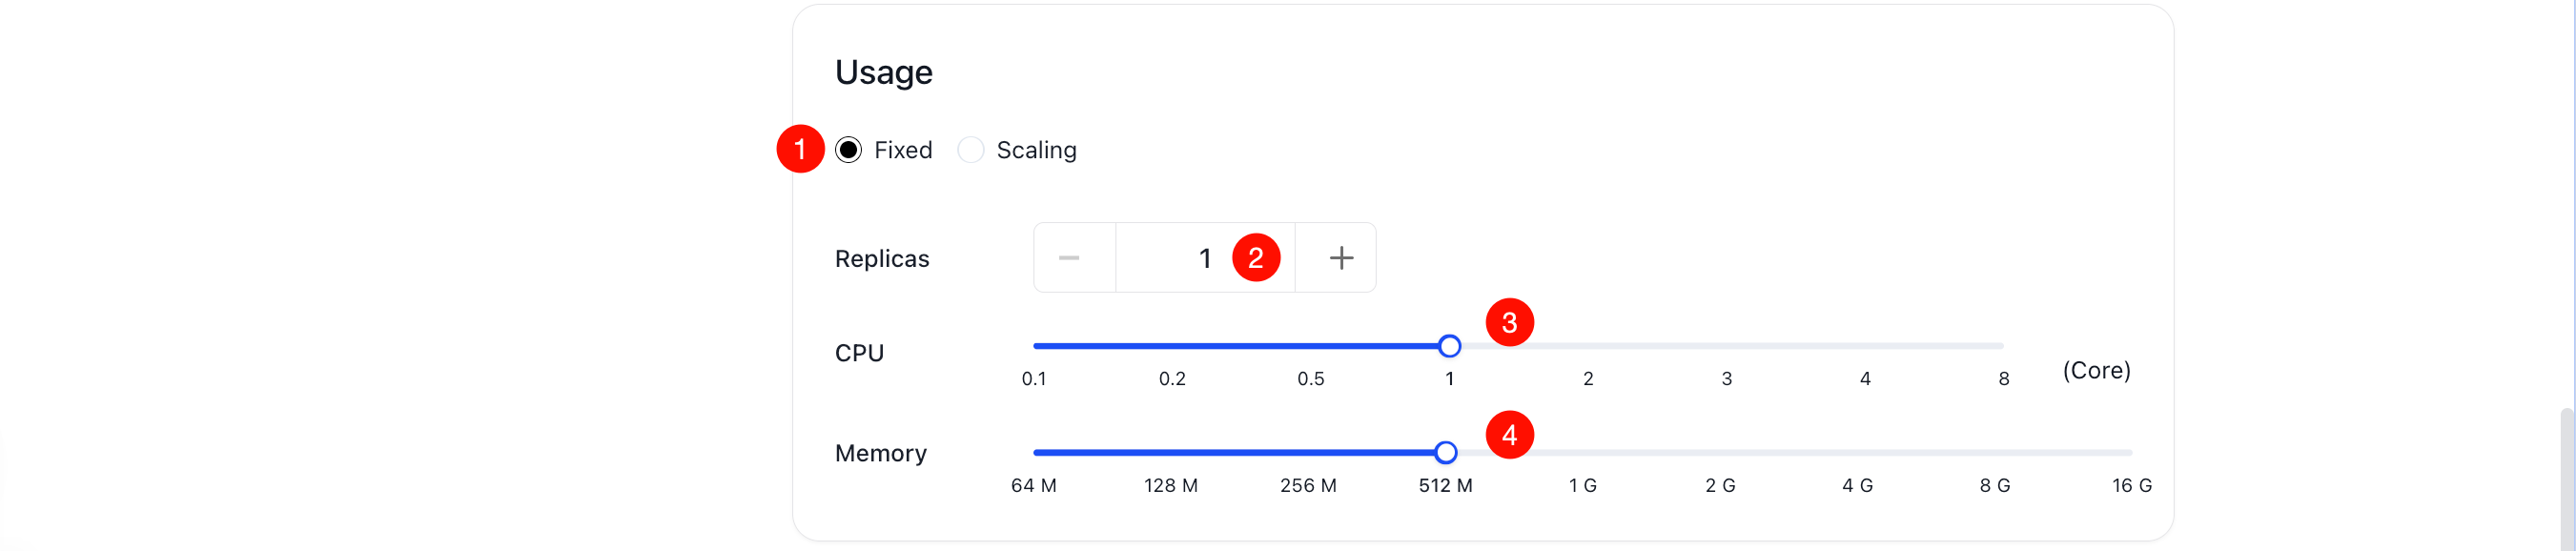 Usage
1 Fixed Scaling
Replicas − 1 2 +
3
CPU
0.1 0.2 0.5 1 2 3 4 8 (Core)
4
Memory
64 M 128 M 256 M 512 M 1 G 2 G 4 G 8 G 16 G